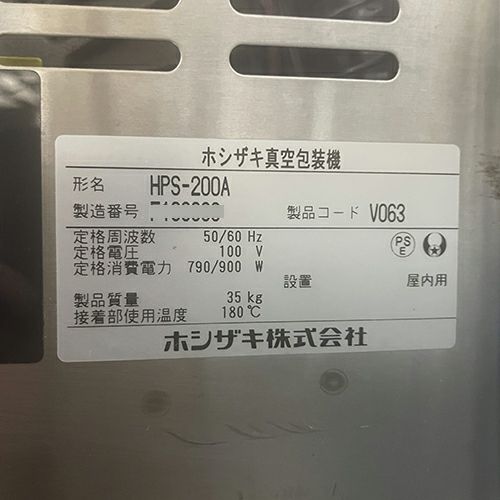 ホシザキ真空包装機
形名 HPS-200A
製造番号
製品コード V063
定格周波数 50/60 Hz
定格電圧 100 V
定格消費電力 790/900 W
設置 屋内用
製品質量 35 kg
接着部使用温度 180℃
ホシザキ株式会社
PS
E